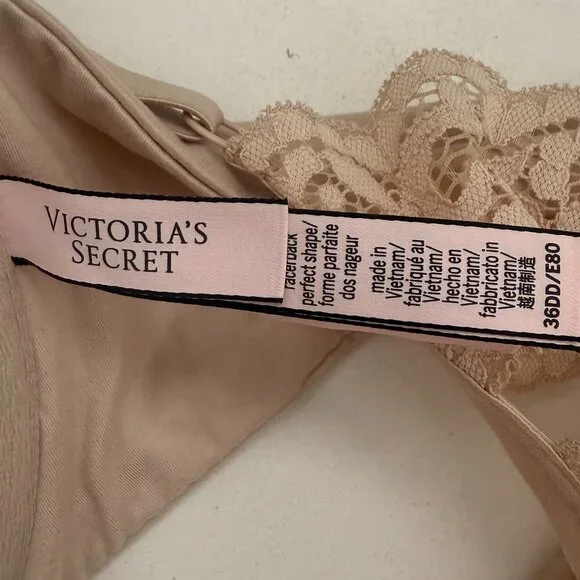 VICTORIA'S
SECRET
racerback
perfect shape/
forme parfaite
dos nageur
made in
Vietnam/
fabriqué au
Vietnam/
hecho en
Vietnam/
fabbricato in
Vietnam/
越南制造
36DD/E80